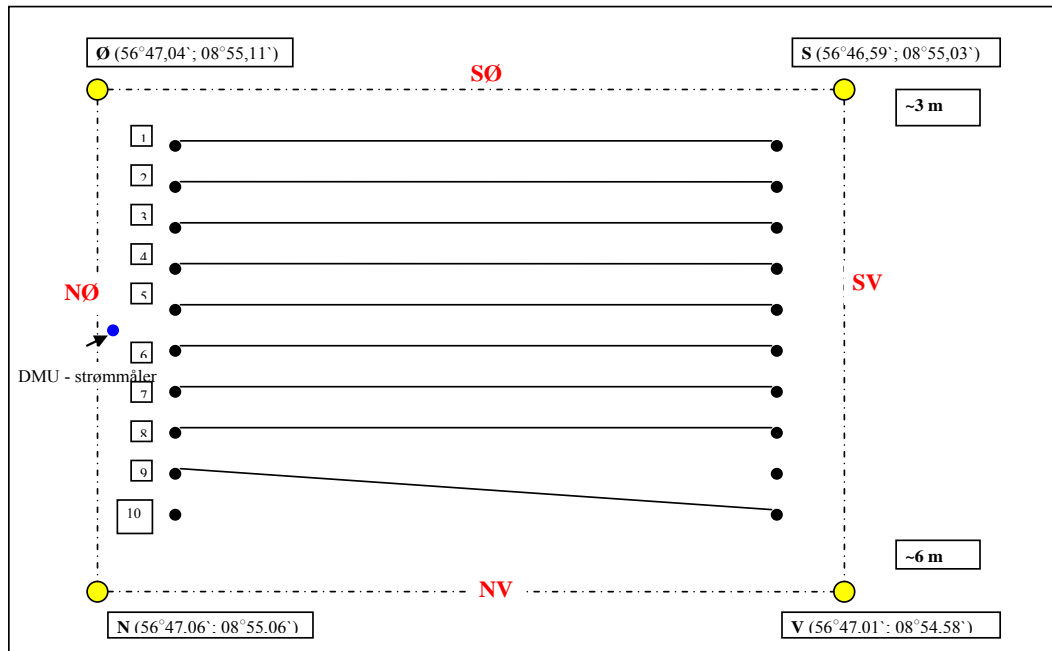 Ø (56°47,04`; 08°55,11`)
S (56°46,59`; 08°55,03`)
SØ
~3 m
1
2
3
4
5
NØ
SV
6
DMU - strømmåler
7
8
9
10
~6 m
NV
N (56°47,06`; 08°55,06`)
V (56°47,01`; 08°54,58`)